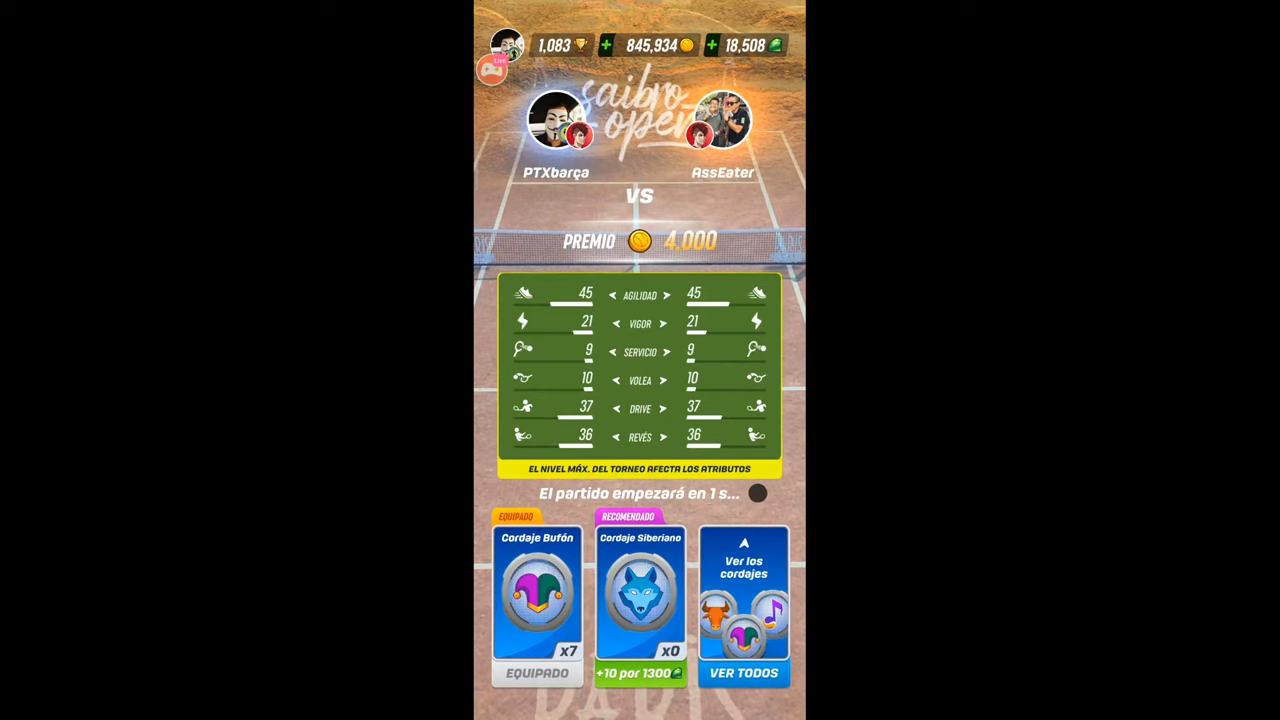 1,083
+ 845,934
+ 18,508
Live
saibro
open
PTXbarça
AssEater
VS
PREMIO 4.000
45 AGILIDAD 45
21 VIGOR 21
9 SERVICIO 9
10 VOLEA 10
37 DRIVE 37
36 REVÉS 36
EL NIVEL MÁX. DEL TORNEO AFECTA LOS ATRIBUTOS
El partido empezará en 1 s...
EQUIPADO
Cordaje Bufón
x7
EQUIPADO
RECOMENDADO
Cordaje Siberiano
x0
+10 por 1300
Ver los
cordajes
VER TODOS
PARIS